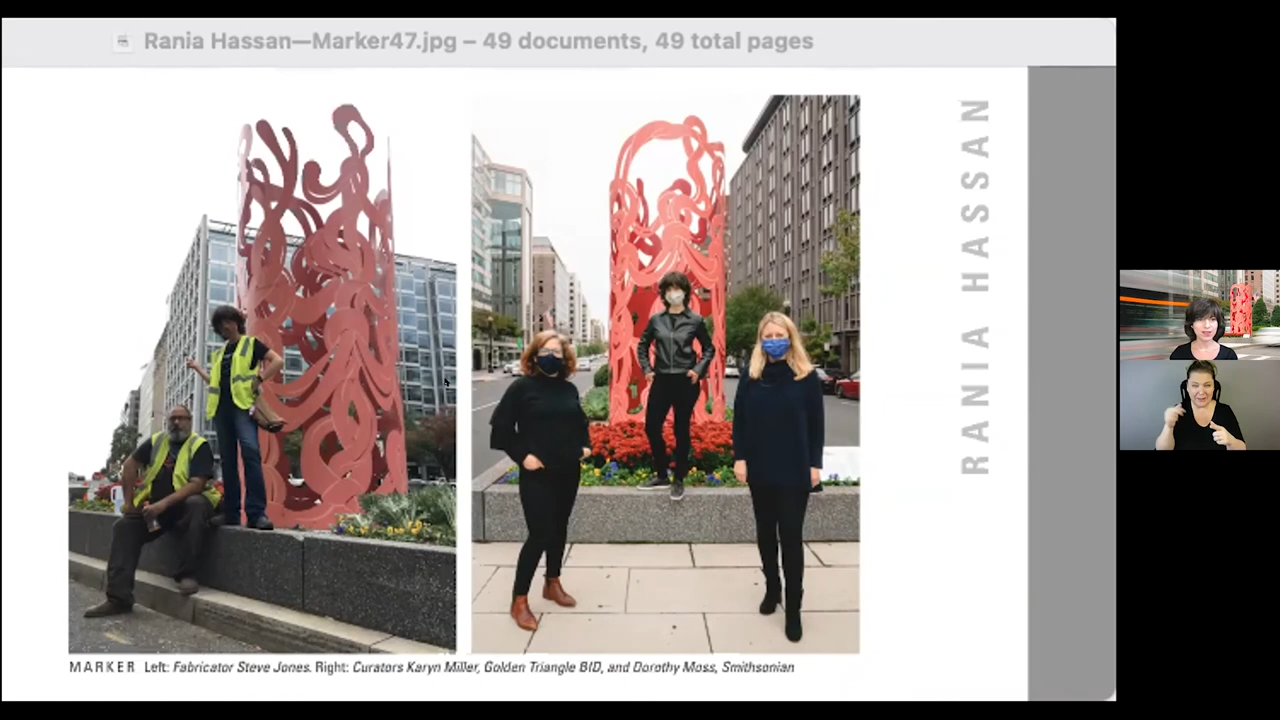 Rania Hassan—Marker47.jpg – 49 documents, 49 total pages
RANIA HASSAN
MARKER Left: Fabricator Steve Jones. Right: Curators Karyn Miller, Golden Triangle BID, and Dorothy Moss, Smithsonian